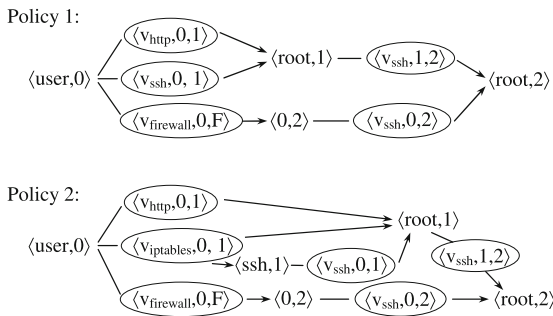 Policy 1:
⟨v_http,0,1⟩
⟨root,1⟩ ⟨v_ssh,1,2⟩
⟨user,0⟩ ⟨v_ssh,0, 1⟩ ⟨root,2⟩
⟨v_firewall,0,F⟩ ⟨0,2⟩ ⟨v_ssh,0,2⟩
Policy 2:
⟨v_http,0,1⟩
⟨root,1⟩
⟨user,0⟩ ⟨v_iptables,0, 1⟩
⟨v_ssh,1,2⟩
⟨ssh,1⟩ ⟨v_ssh,0,1⟩
⟨v_firewall,0,F⟩ ⟨0,2⟩ ⟨v_ssh,0,2⟩ ⟨root,2⟩